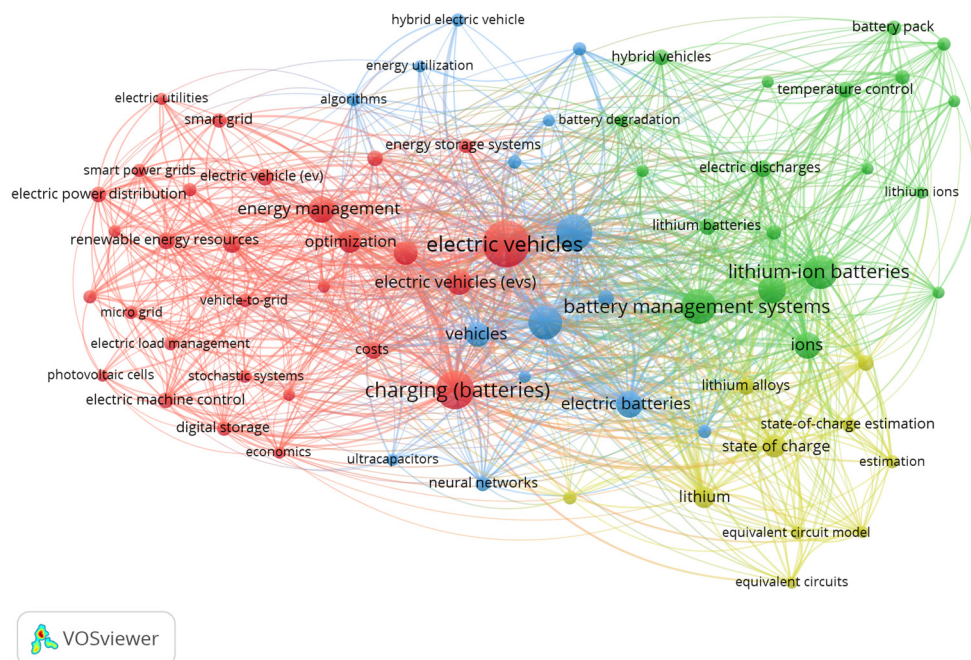 hybrid electric vehicle
battery pack
hybrid vehicles
energy utilization
temperature control
electric utilities
algorithms
smart grid
battery degradation
energy storage systems
smart power grids
electric vehicle (ev)
electric discharges
electric power distribution
lithium ions
energy management
lithium batteries
renewable energy resources
optimization
electric vehicles
lithium-ion batteries
electric vehicles (evs)
vehicle-to-grid
battery management systems
micro grid
vehicles
electric load management
costs
ions
photovoltaic cells
stochastic systems
lithium alloys
electric machine control
charging (batteries)
electric batteries
digital storage
state-of-charge estimation
state of charge
economics
ultracapacitors
estimation
neural networks
lithium
equivalent circuit model
equivalent circuits
VOSviewer